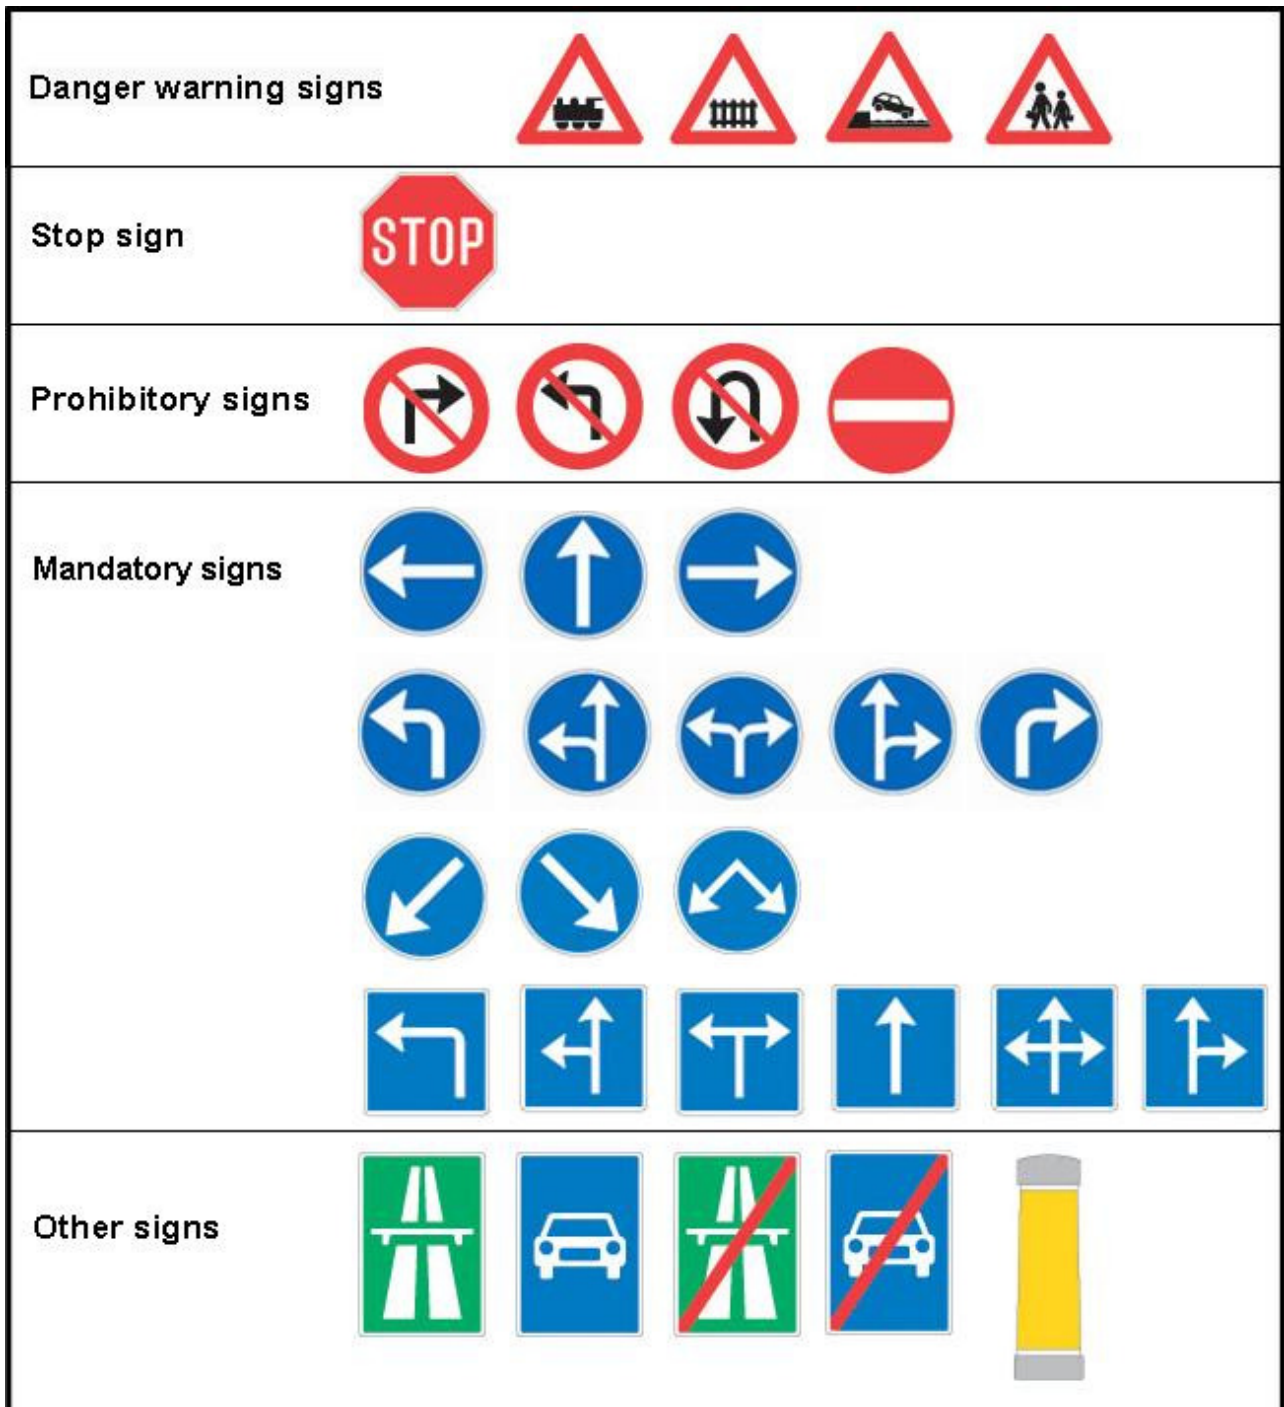 Danger warning signs
Stop sign
STOP
Prohibitory signs
Mandatory signs
Other signs